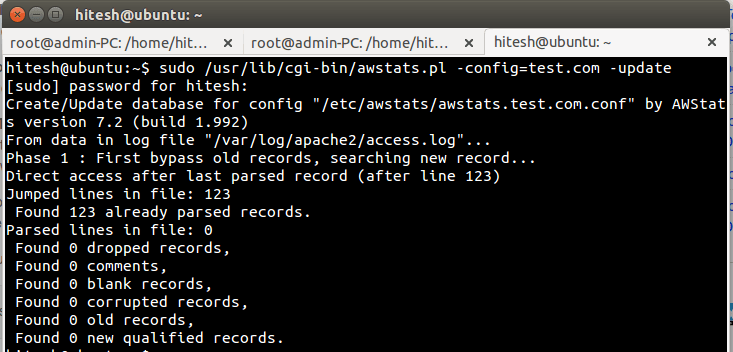 hitesh@ubuntu: ~
root@admin-PC: /home/hit...
root@admin-PC: /home/hit...
hitesh@ubuntu: ~
hitesh@ubuntu:~$ sudo /usr/lib/cgi-bin/awstats.pl -config=test.com -update
[sudo] password for hitesh:
Create/Update database for config "/etc/awstats/awstats.test.com.conf" by AWStat
s version 7.2 (build 1.992)
From data in log file "/var/log/apache2/access.log"...
Phase 1 : First bypass old records, searching new record...
Direct access after last parsed record (after line 123)
Jumped lines in file: 123
 Found 123 already parsed records.
Parsed lines in file: 0
 Found 0 dropped records,
 Found 0 comments,
 Found 0 blank records,
 Found 0 corrupted records,
 Found 0 old records,
 Found 0 new qualified records.